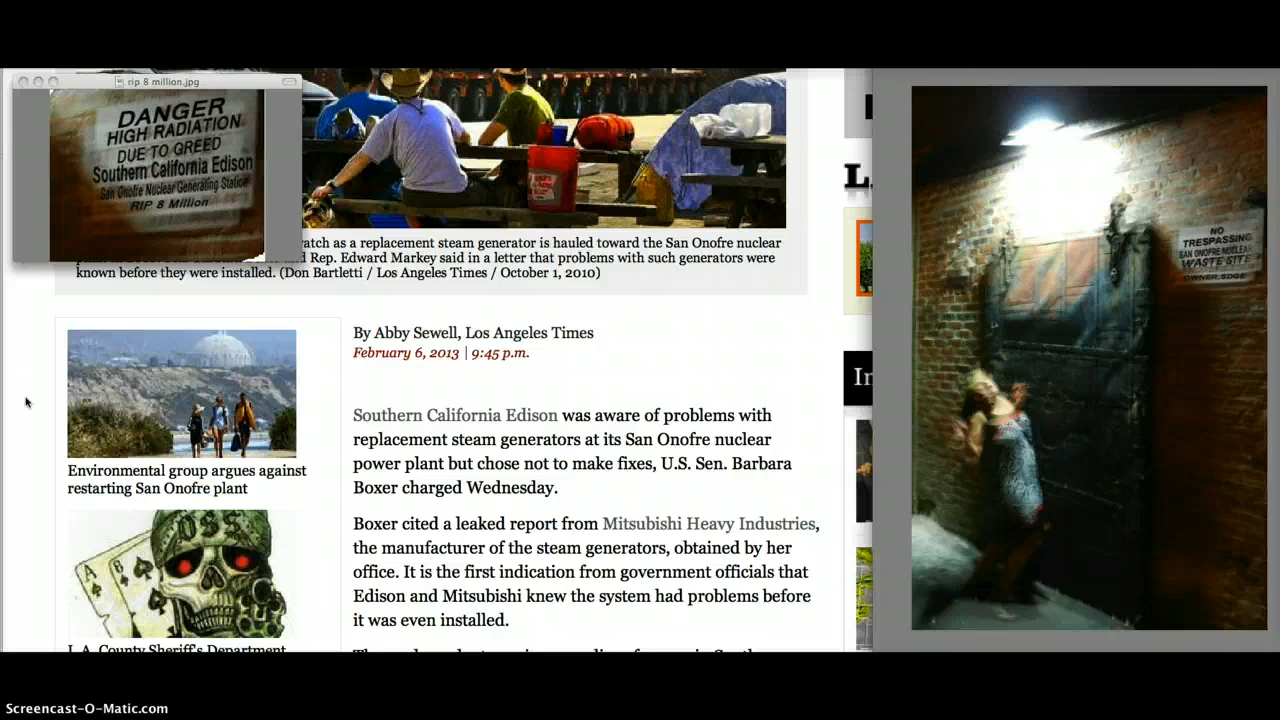 rip 8 million.jpg
DANGER
HIGH RADIATION
DUE TO GREED
Southern California Edison
San Onofre Nuclear Generating Station
RIP 8 Million
atch as a replacement steam generator is hauled toward the San Onofre nuclear
and Rep. Edward Markey said in a letter that problems with such generators were
known before they were installed. (Don Bartletti / Los Angeles Times / October 1, 2010)
NO
TRESPASSING
SAN ONOFRE NUCLEAR
WASTE SITE
OWNER SDGE
By Abby Sewell, Los Angeles Times
February 6, 2013 | 9:45 p.m.
Southern California Edison was aware of problems with
replacement steam generators at its San Onofre nuclear
power plant but chose not to make fixes, U.S. Sen. Barbara
Boxer charged Wednesday.
Boxer cited a leaked report from Mitsubishi Heavy Industries,
the manufacturer of the steam generators, obtained by her
office. It is the first indication from government officials that
Edison and Mitsubishi knew the system had problems before
it was even installed.
Environmental group argues against
restarting San Onofre plant
L.A. County Sheriff's Department
In
Screencast-O-Matic.com